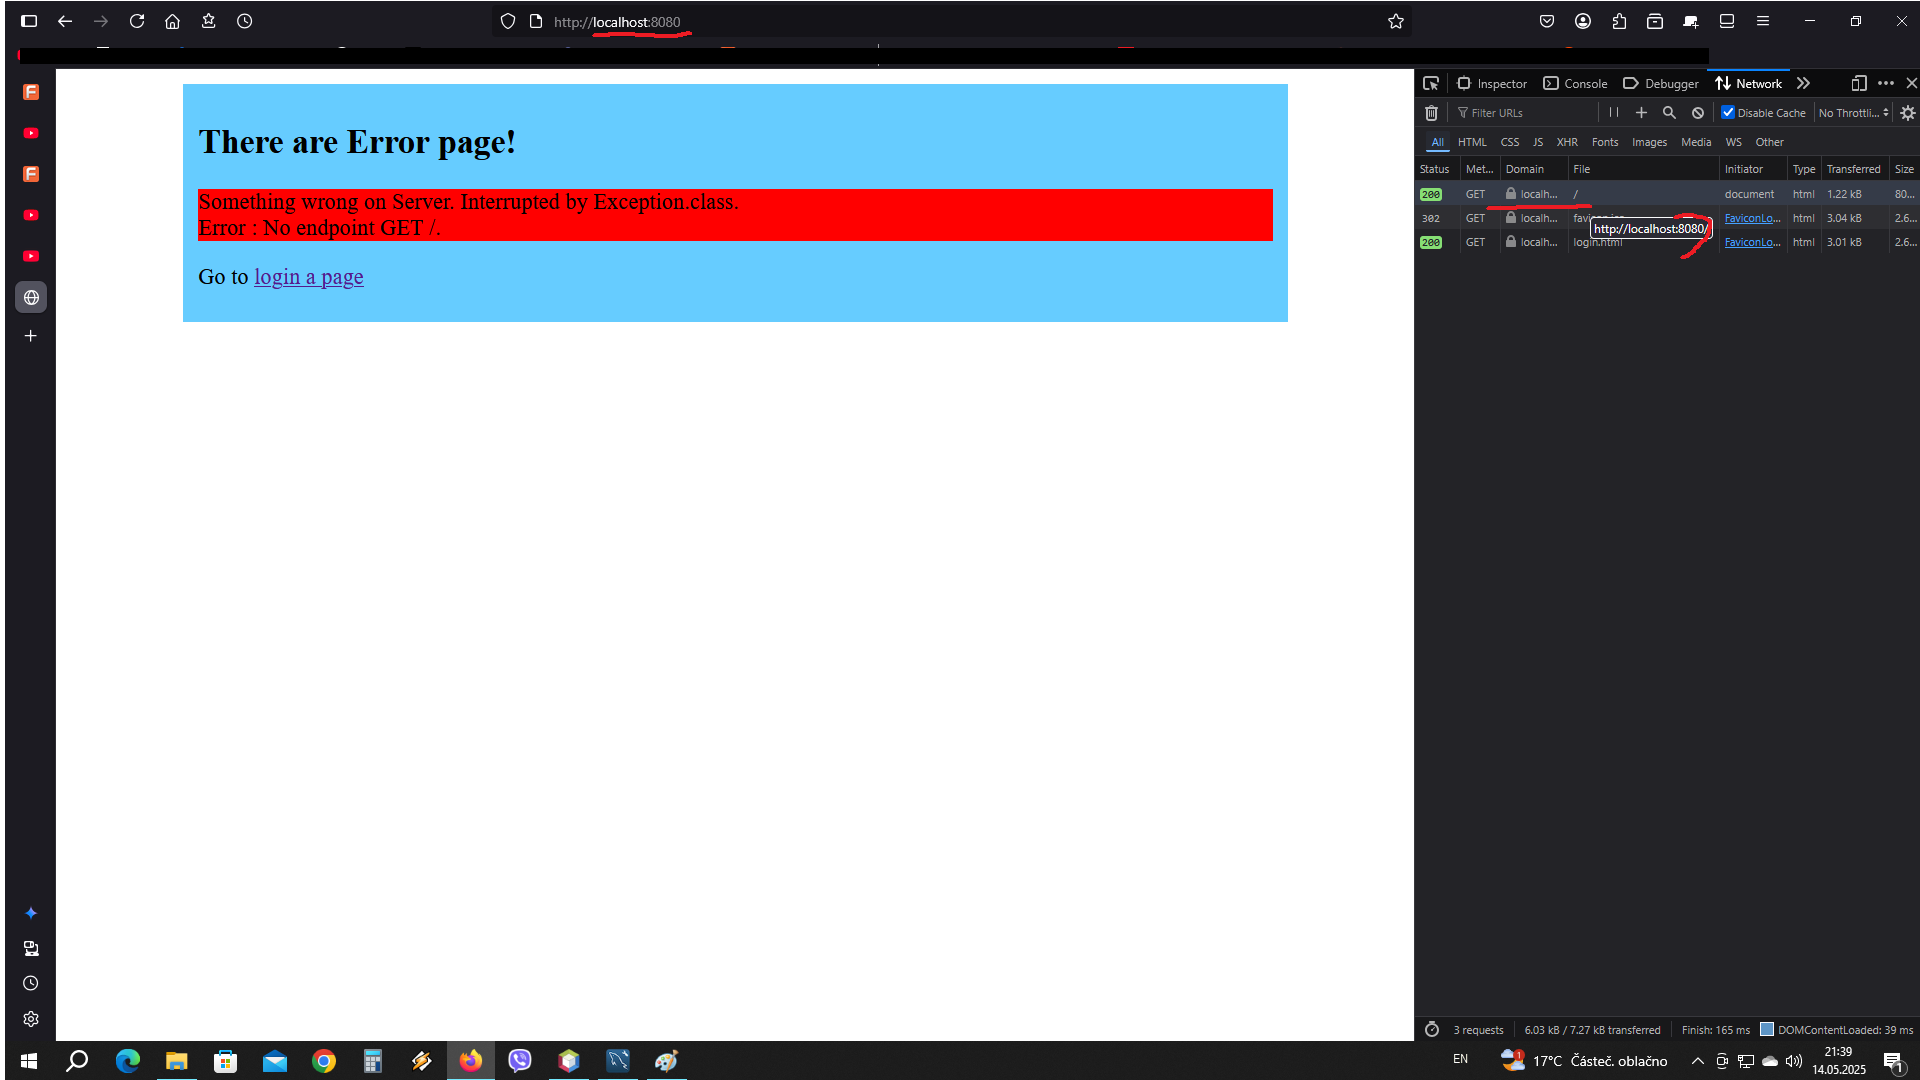 http://localhost:8080
There are Error page!
Something wrong on Server. Interrupted by Exception.class.
Error : No endpoint GET /.
Go to login a page
Inspector Console Debugger Network
Filter URLs Disable Cache No Throttli...
All HTML CSS JS XHR Fonts Images Media WS Other
Status Met... Domain File Initiator Type Transferred Size
200 GET localh... / document html 1.22 kB 80...
302 GET localh... FaviconLo... html 3.04 kB 2.6...
http://localhost:8080/
200 GET localh... login.html FaviconLo... html 3.01 kB 2.6...
3 requests 6.03 kB / 7.27 kB transferred Finish: 165 ms DOMContentLoaded: 39 ms
EN 1 17°C Částeč. oblačno 21:39
14.05.2025 1